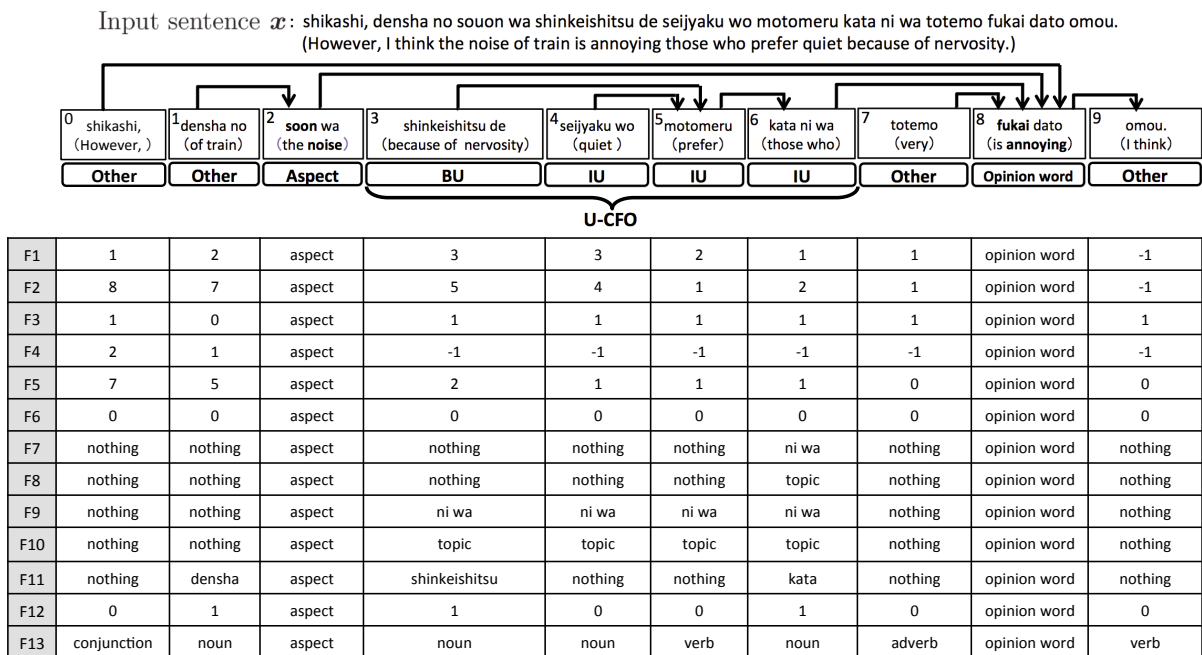 Input sentence x: shikashi, densha no souon wa shinkeishitsu de seijyaku wo motomeru kata ni wa totemo fukai dato omou.
(However, I think the noise of train is annoying those who prefer quiet because of nervosity.)
0 shikashi, (However, ) 1 densha no (of train) 2 soon wa (the noise) 3 shinkeishitsu de (because of nervosity) 4 seijyaku wo (quiet ) 5 motomeru (prefer) 6 kata ni wa (those who) 7 totemo (very) 8 fukai dato (is annoying) 9 omou. (I think)
Other Other Aspect BU IU IU IU Other Opinion word Other
U-CFO
F1 1 2 aspect 3 3 2 1 1 opinion word -1
F2 8 7 aspect 5 4 1 2 1 opinion word -1
F3 1 0 aspect 1 1 1 1 1 opinion word 1
F4 2 1 aspect -1 -1 -1 -1 -1 opinion word -1
F5 7 5 aspect 2 1 1 1 0 opinion word 0
F6 0 0 aspect 0 0 0 0 0 opinion word 0
F7 nothing nothing aspect nothing nothing nothing ni wa nothing opinion word nothing
F8 nothing nothing aspect nothing nothing nothing topic nothing opinion word nothing
F9 nothing nothing aspect ni wa ni wa ni wa ni wa nothing opinion word nothing
F10 nothing nothing aspect topic topic topic topic nothing opinion word nothing
F11 nothing densha aspect shinkeishitsu nothing nothing kata nothing opinion word nothing
F12 0 1 aspect 1 0 0 1 0 opinion word 0
F13 conjunction noun aspect noun noun verb noun adverb opinion word verb